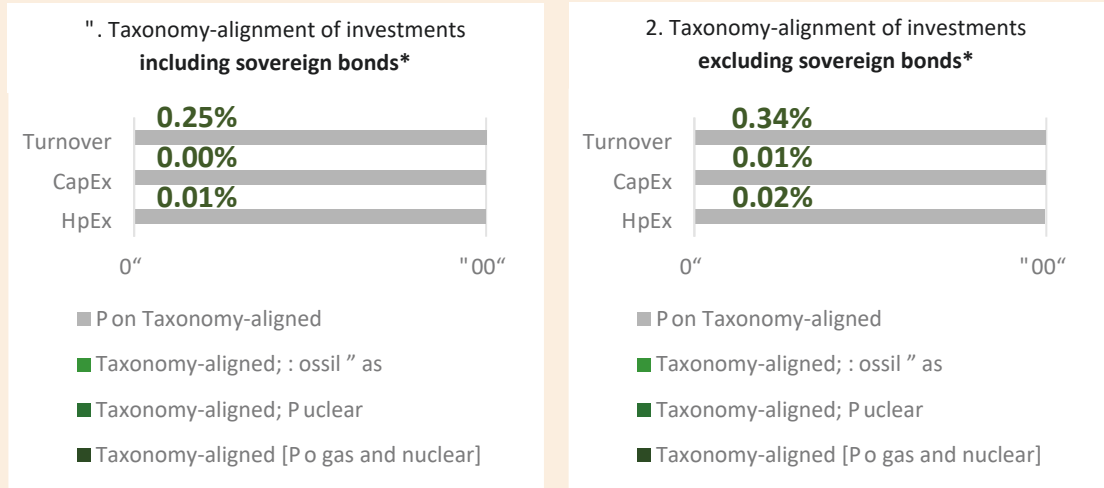 ". Taxonomy-alignment of investments
including sovereign bonds*
0.25%
Turnover
0.00%
CapEx
0.01%
HpEx
0“ "00“
P on Taxonomy-aligned
Taxonomy-aligned; : ossil ” as
Taxonomy-aligned; P uclear
Taxonomy-aligned [P o gas and nuclear]
2. Taxonomy-alignment of investments
excluding sovereign bonds*
0.34%
Turnover
0.01%
CapEx
0.02%
HpEx
0“ "00“
P on Taxonomy-aligned
Taxonomy-aligned; : ossil ” as
Taxonomy-aligned; P uclear
Taxonomy-aligned [P o gas and nuclear]